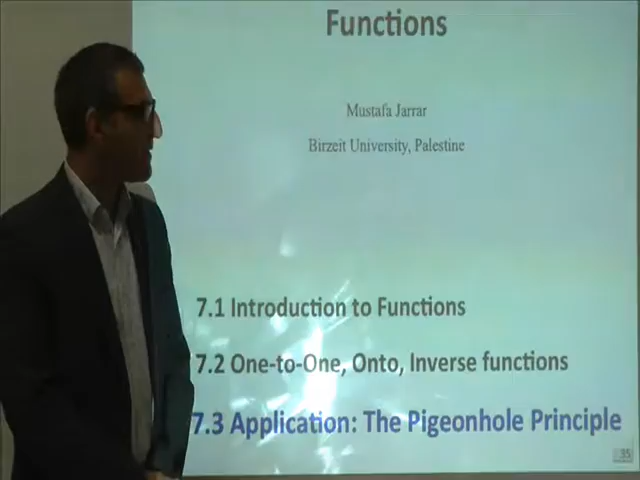 Functions
Mustafa Jarrar
Birzeit University, Palestine
7.1 Introduction to Functions
7.2 One-to-One, Onto, Inverse functions
7.3 Application: The Pigeonhole Principle
35